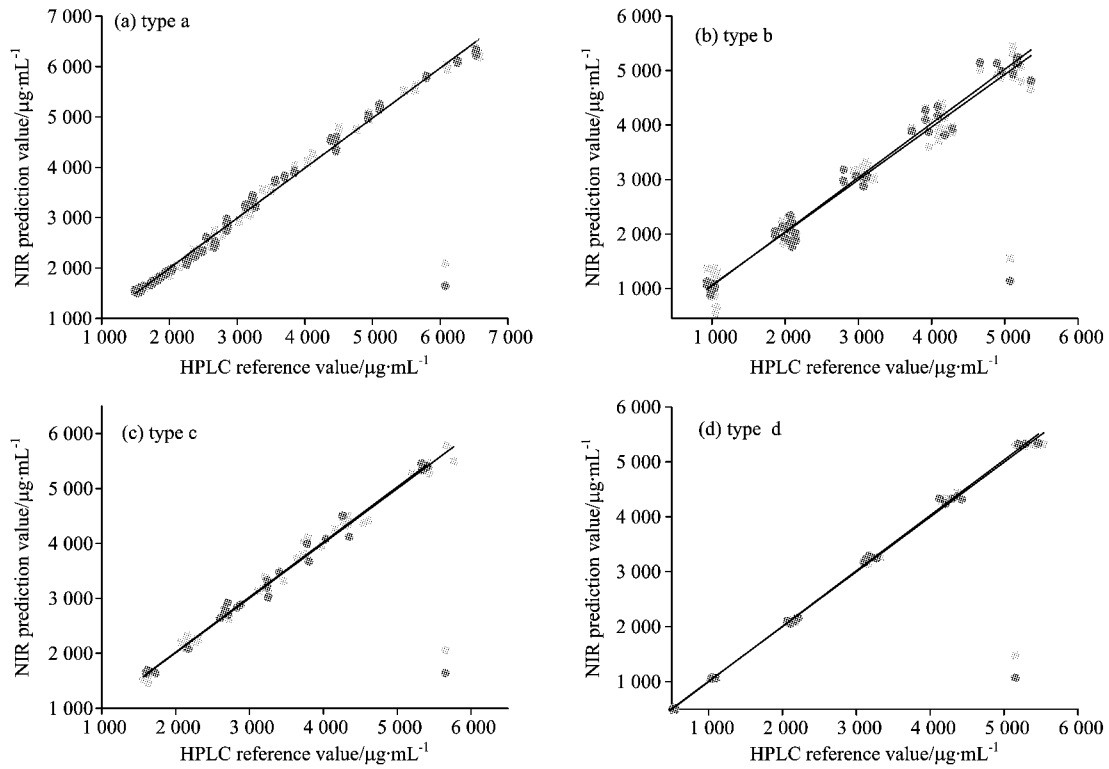 (a) type a
7 000
6 000
5 000
4 000
3 000
2 000
1 000
NIR prediction value/μg·mL⁻¹
1 000 2 000 3 000 4 000 5 000 6 000 7 000
HPLC reference value/μg·mL⁻¹
(b) type b
6 000
5 000
4 000
3 000
2 000
1 000
NIR prediction value/μg·mL⁻¹
1 000 2 000 3 000 4 000 5 000 6 000
HPLC reference value/μg·mL⁻¹
(c) type c
6 000
5 000
4 000
3 000
2 000
1 000
NIR prediction value/μg·mL⁻¹
1 000 2 000 3 000 4 000 5 000 6 000
HPLC reference value/μg·mL⁻¹
(d) type d
6 000
5 000
4 000
3 000
2 000
1 000
NIR prediction value/μg·mL⁻¹
1 000 2 000 3 000 4 000 5 000 6 000
HPLC reference value/μg·mL⁻¹